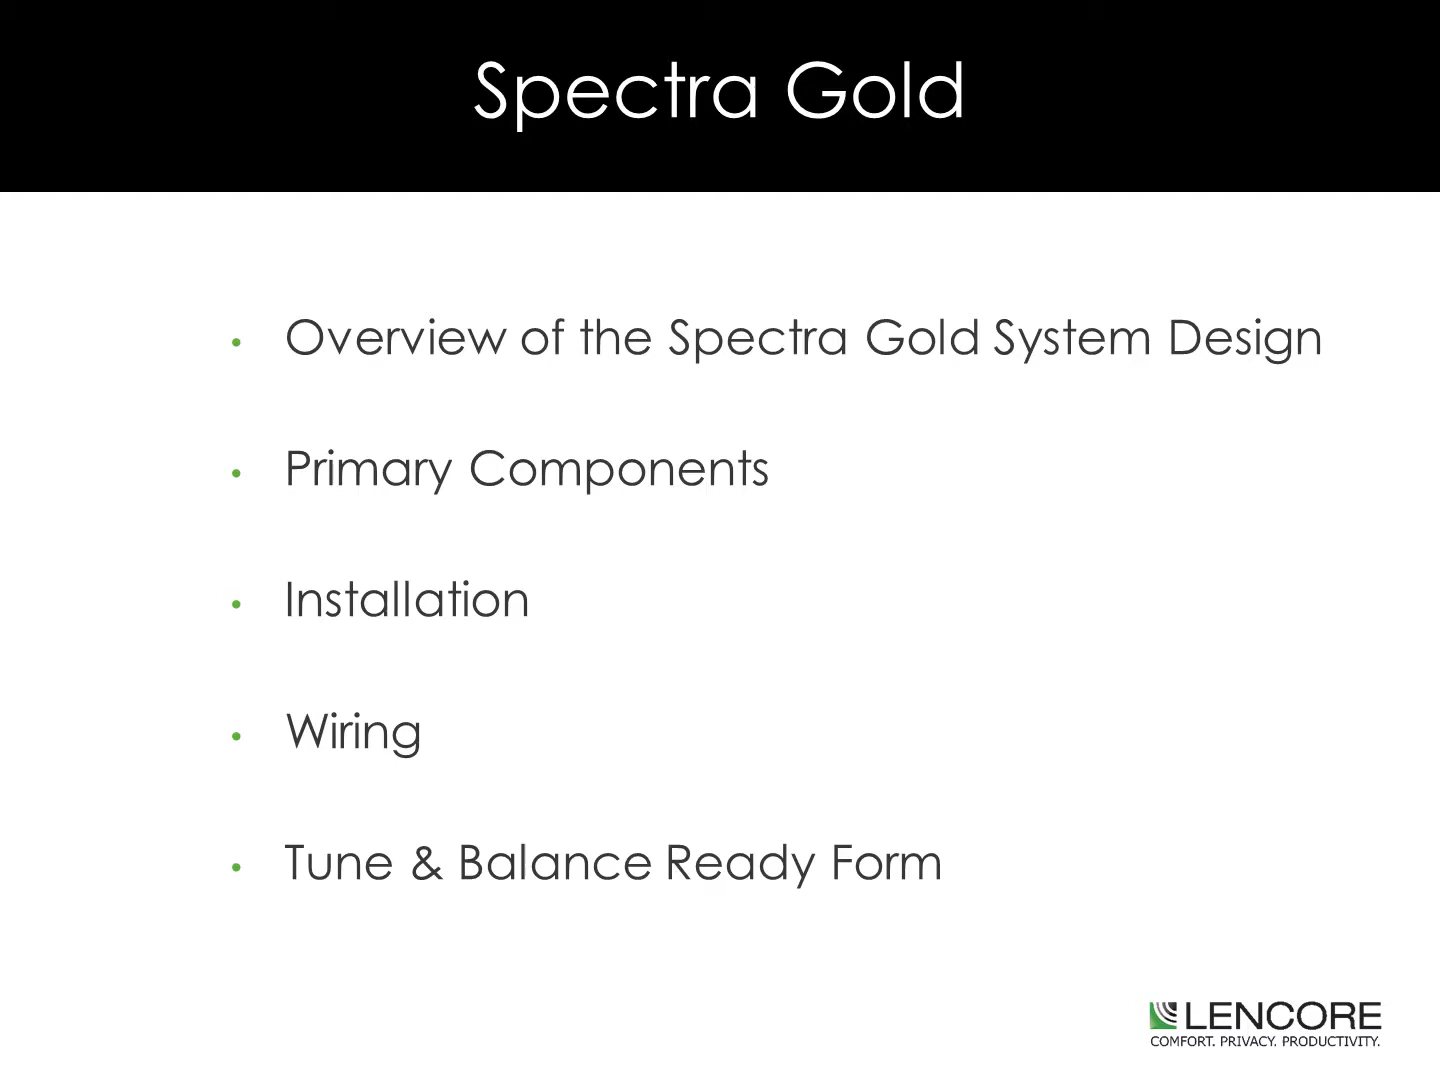 Spectra Gold
• Overview of the Spectra Gold System Design
• Primary Components
• Installation
• Wiring
• Tune & Balance Ready Form
LENCORE
COMFORT. PRIVACY. PRODUCTIVITY.